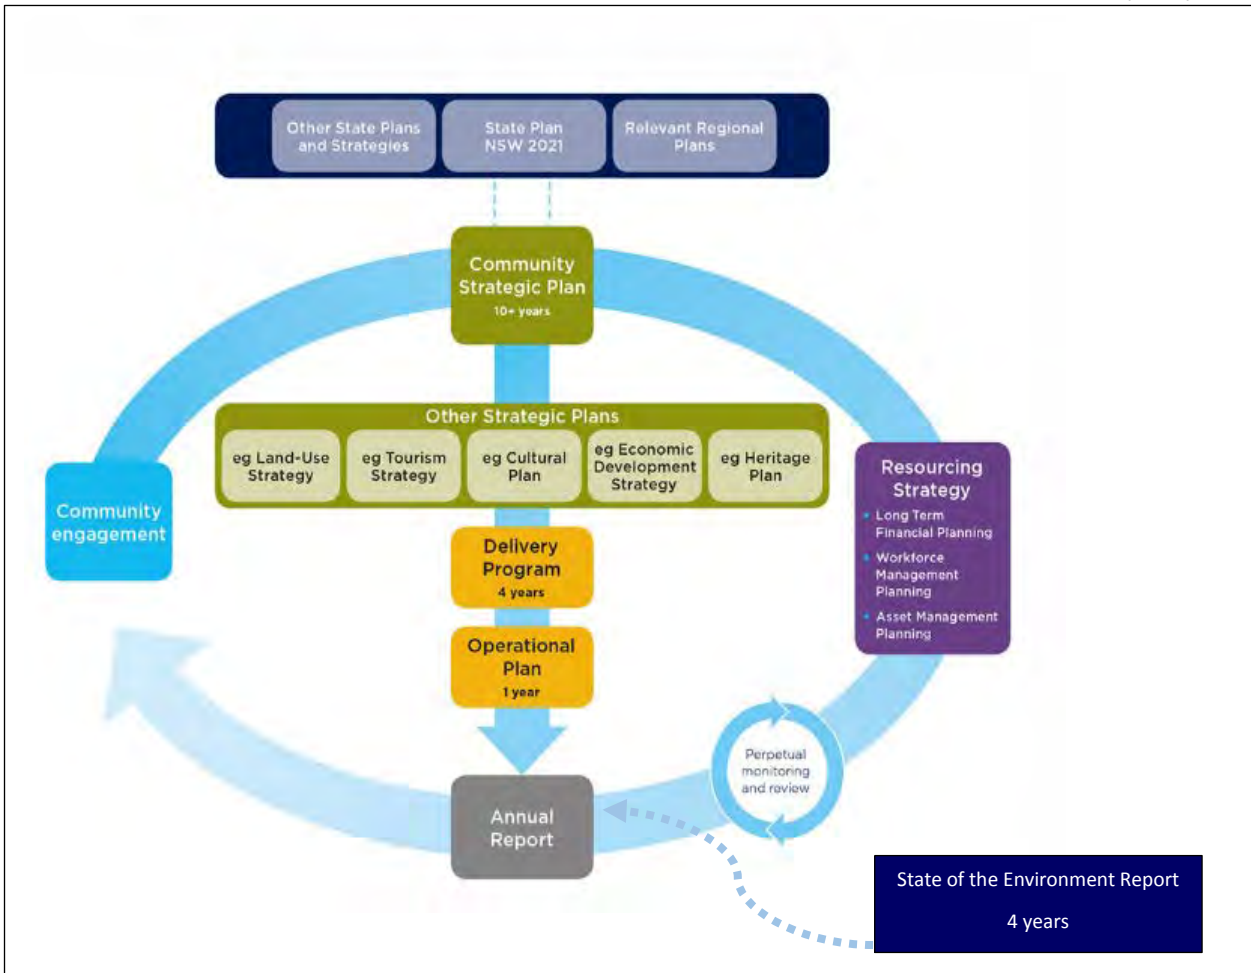 Other State Plans
and Strategies
State Plan
NSW 2021
Relevant Regional
Plans
Community
Strategic Plan
10+ years
Other Strategic Plans
eg Land-Use
Strategy
eg Tourism
Strategy
eg Cultural
Plan
eg Economic
Development
Strategy
eg Heritage
Plan
Community
engagement
Resourcing
Strategy
• Long Term
Financial Planning
• Workforce
Management
Planning
• Asset Management
Planning
Delivery
Program
4 years
Operational
Plan
1 year
Perpetual
monitoring
and review
Annual
Report
State of the Environment Report
4 years